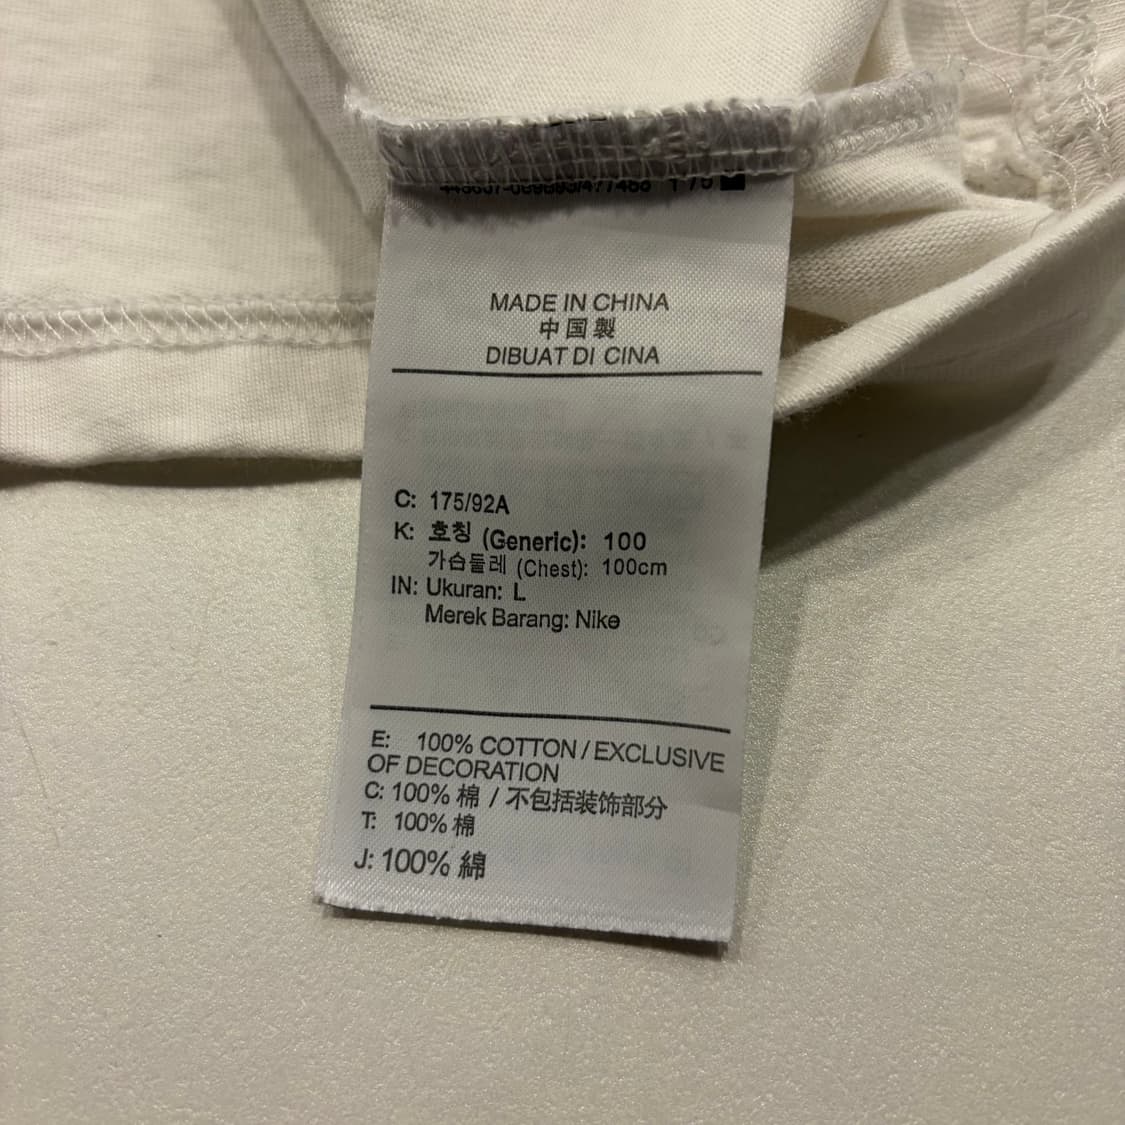 MADE IN CHINA
中国製
DIBUAT DI CINA
C: 175/92A
K: 호칭 (Generic): 100
가슴둘레 (Chest): 100cm
IN: Ukuran: L
Merek Barang: Nike
E: 100% COTTON / EXCLUSIVE
OF DECORATION
C: 100% 棉 / 不包括装饰部分
T: 100% 棉
J: 100% 綿